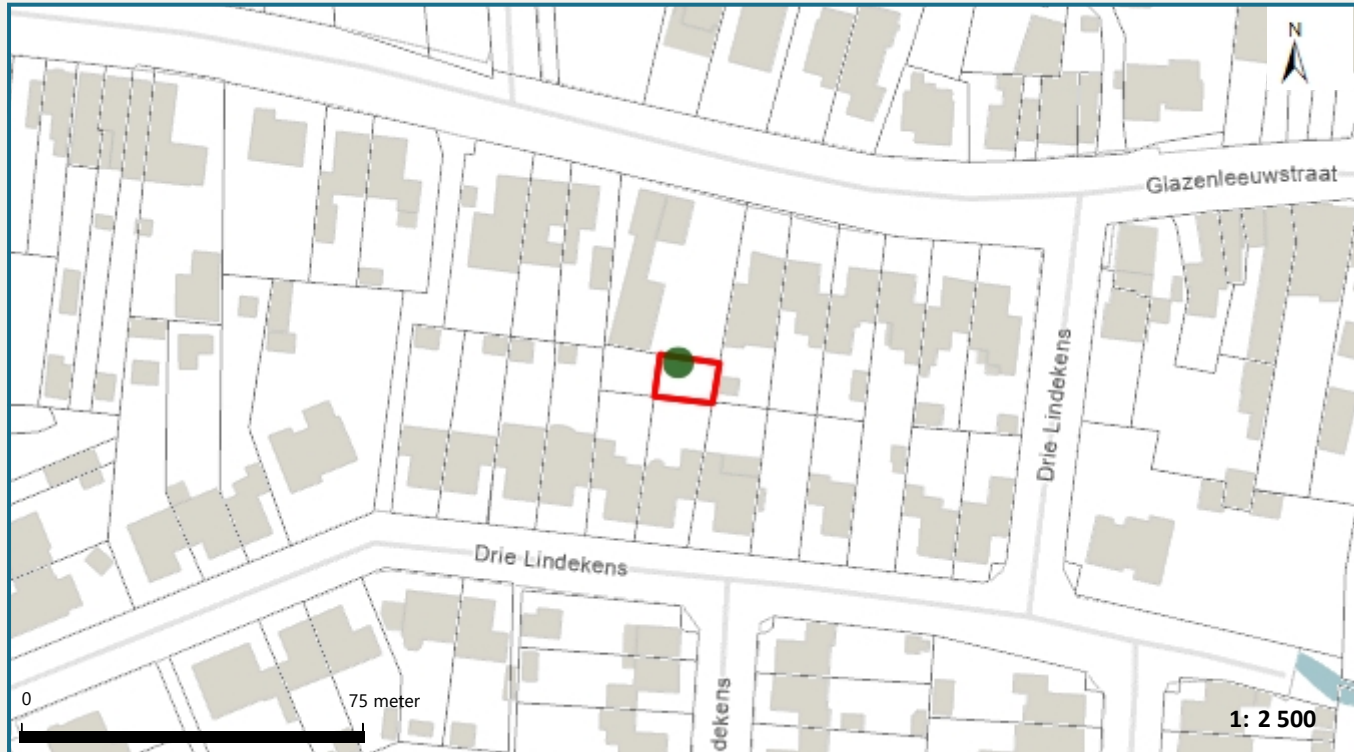 N
Glazenleeuwstraat
Drie Lindekens
Drie Lindekens
dekens
0
75 meter
1: 2 500